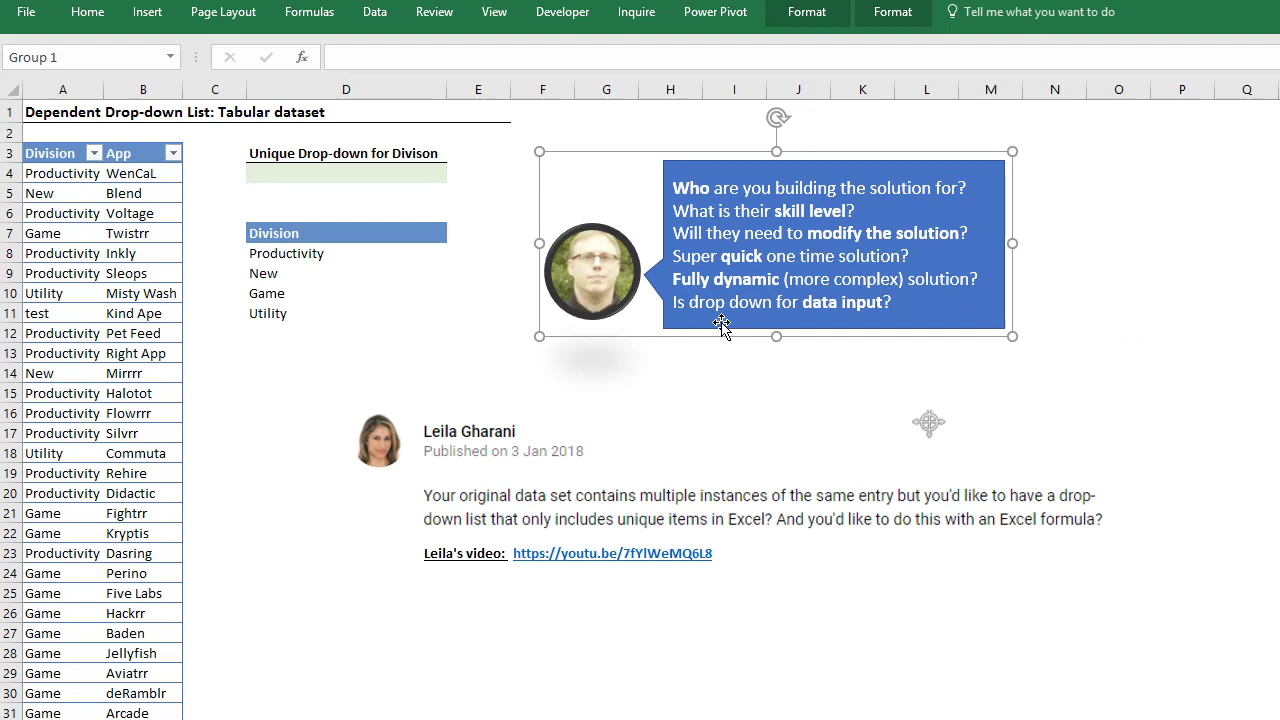 File Home Insert Page Layout Formulas Data Review View Developer Inquire Power Pivot Format Format Tell me what you want to do
Group 1 fx
A B C D E F G H I J K L M N O P Q
1 Dependent Drop-down List: Tabular dataset
2
3 Division App Unique Drop-down for Divison
4 Productivity WenCaL
5 New Blend
6 Productivity Voltage
7 Game Twistrr Division
8 Productivity Inkly Productivity
9 Productivity Sleops New
10 Utility Misty Wash Game
11 test Kind Ape Utility
12 Productivity Pet Feed
13 Productivity Right App
14 New Mirrrr
15 Productivity Halotot
16 Productivity Flowrrr
17 Productivity Silvrr
18 Utility Commuta
19 Productivity Rehire
20 Productivity Didactic
21 Game Fightrr
22 Game Kryptis
23 Productivity Dasring
24 Game Perino
25 Game Five Labs
26 Game Hackrr
27 Game Baden
28 Game Jellyfish
29 Game Aviatrr
30 Game deRamblr
31 Game Arcade
Who are you building the solution for?
What is their skill level?
Will they need to modify the solution?
Super quick one time solution?
Fully dynamic (more complex) solution?
Is drop down for data input?
Leila Gharani
Published on 3 Jan 2018
Your original data set contains multiple instances of the same entry but you'd like to have a drop-
down list that only includes unique items in Excel? And you'd like to do this with an Excel formula?
Leila's video: https://youtu.be/7fYlWeMQ6L8